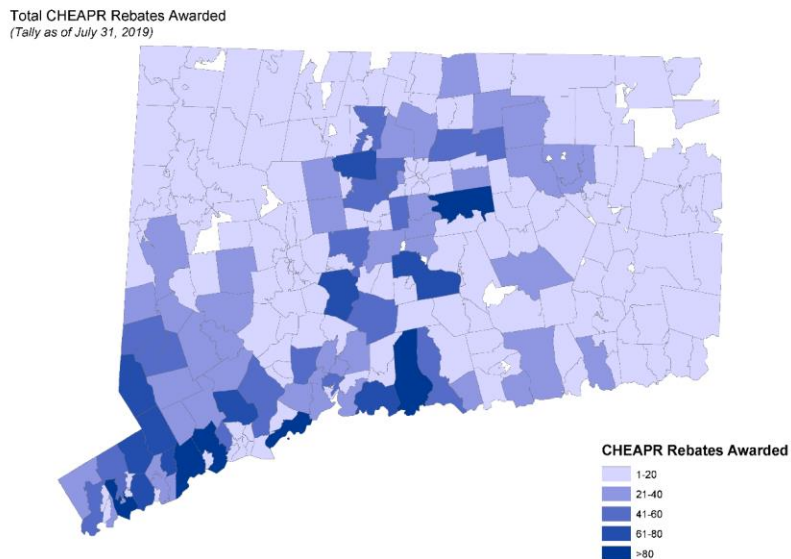 Total CHEAPR Rebates Awarded
(Tally as of July 31, 2019)
CHEAPR Rebates Awarded
1-20
21-40
41-60
61-80
>80